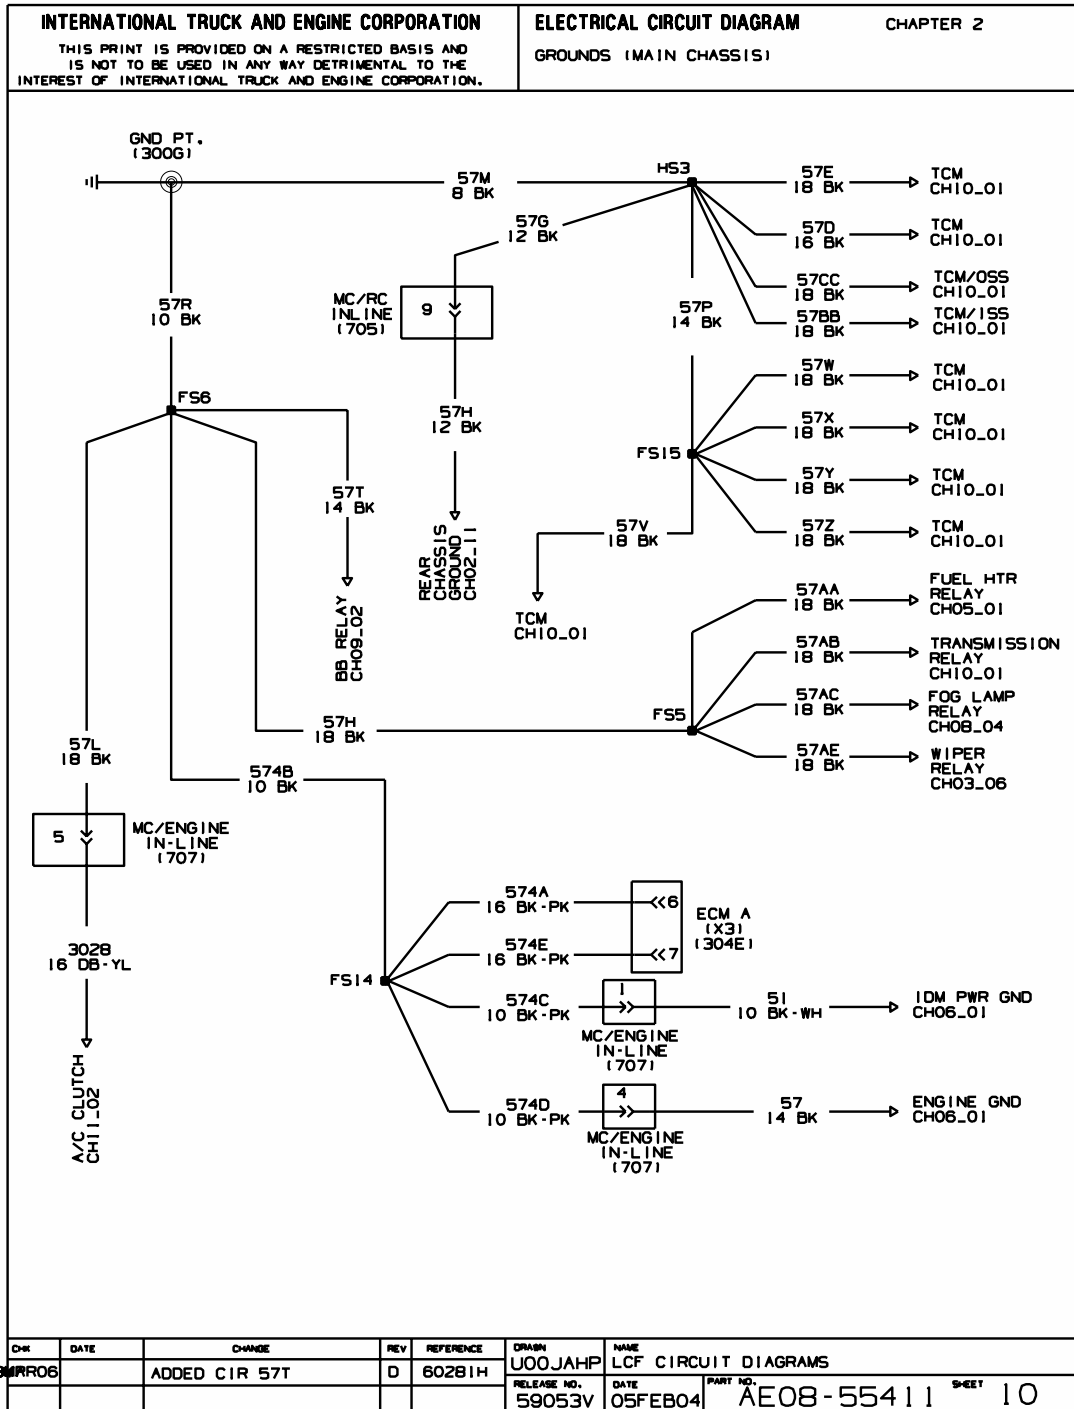 INTERNATIONAL TRUCK AND ENGINE CORPORATION
THIS PRINT IS PROVIDED ON A RESTRICTED BASIS AND
IS NOT TO BE USED IN ANY WAY DETRIMENTAL TO THE
INTEREST OF INTERNATIONAL TRUCK AND ENGINE CORPORATION.
ELECTRICAL CIRCUIT DIAGRAM
CHAPTER 2
GROUNDS (MAIN CHASSIS)
GND PT.
(300G)
57M
8 BK
HS3
57E
18 BK
TCM
CH10_01
57G
12 BK
57D
16 BK
TCM
CH10_01
57CC
18 BK
TCM/OSS
CH10_01
57BB
18 BK
TCM/ISS
CH10_01
57R
10 BK
MC/RC
INLINE
(705)
9
57P
14 BK
57W
18 BK
TCM
CH10_01
FS6
57H
12 BK
57X
18 BK
TCM
CH10_01
FS15
57Y
18 BK
TCM
CH10_01
57T
14 BK
57V
18 BK
57Z
18 BK
TCM
CH10_01
REAR
CHASSIS
GROUND
CH02_11
BB RELAY
CH09_02
TCM
CH10_01
57AA
18 BK
FUEL HTR
RELAY
CH05_01
57AB
18 BK
TRANSMISSION
RELAY
CH10_01
57AC
18 BK
FOG LAMP
RELAY
CH08_04
FS5
57H
18 BK
57AE
18 BK
WIPER
RELAY
CH03_06
57L
18 BK
574B
10 BK
5
MC/ENGINE
IN-LINE
(707)
574A
16 BK-PK
6
ECM A
(X3)
(304E)
574E
16 BK-PK
7
3028
16 DB-YL
FS14
574C
10 BK-PK
1
MC/ENGINE
IN-LINE
(707)
51
10 BK-WH
IDM PWR GND
CH06_01
A/C CLUTCH
CH11_02
574D
10 BK-PK
4
MC/ENGINE
IN-LINE
(707)
57
14 BK
ENGINE GND
CH06_01
CHK DATE CHANGE REV REFERENCE
ADDED CIR 57T D 60281H
DRAWN
U00JAHP
NAME
LCF CIRCUIT DIAGRAMS
RELEASE NO.
59053V
DATE
05FEB04
PART NO.
AE08-55411
SHEET 10